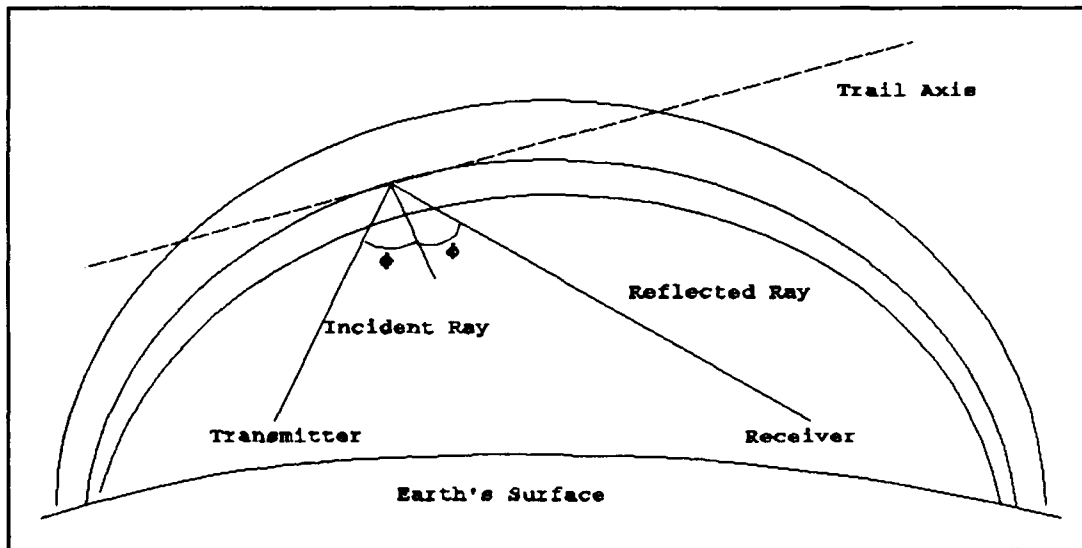 Trail Axis
ϕ ϕ
Reflected Ray
Incident Ray
Transmitter
Receiver
Earth's Surface